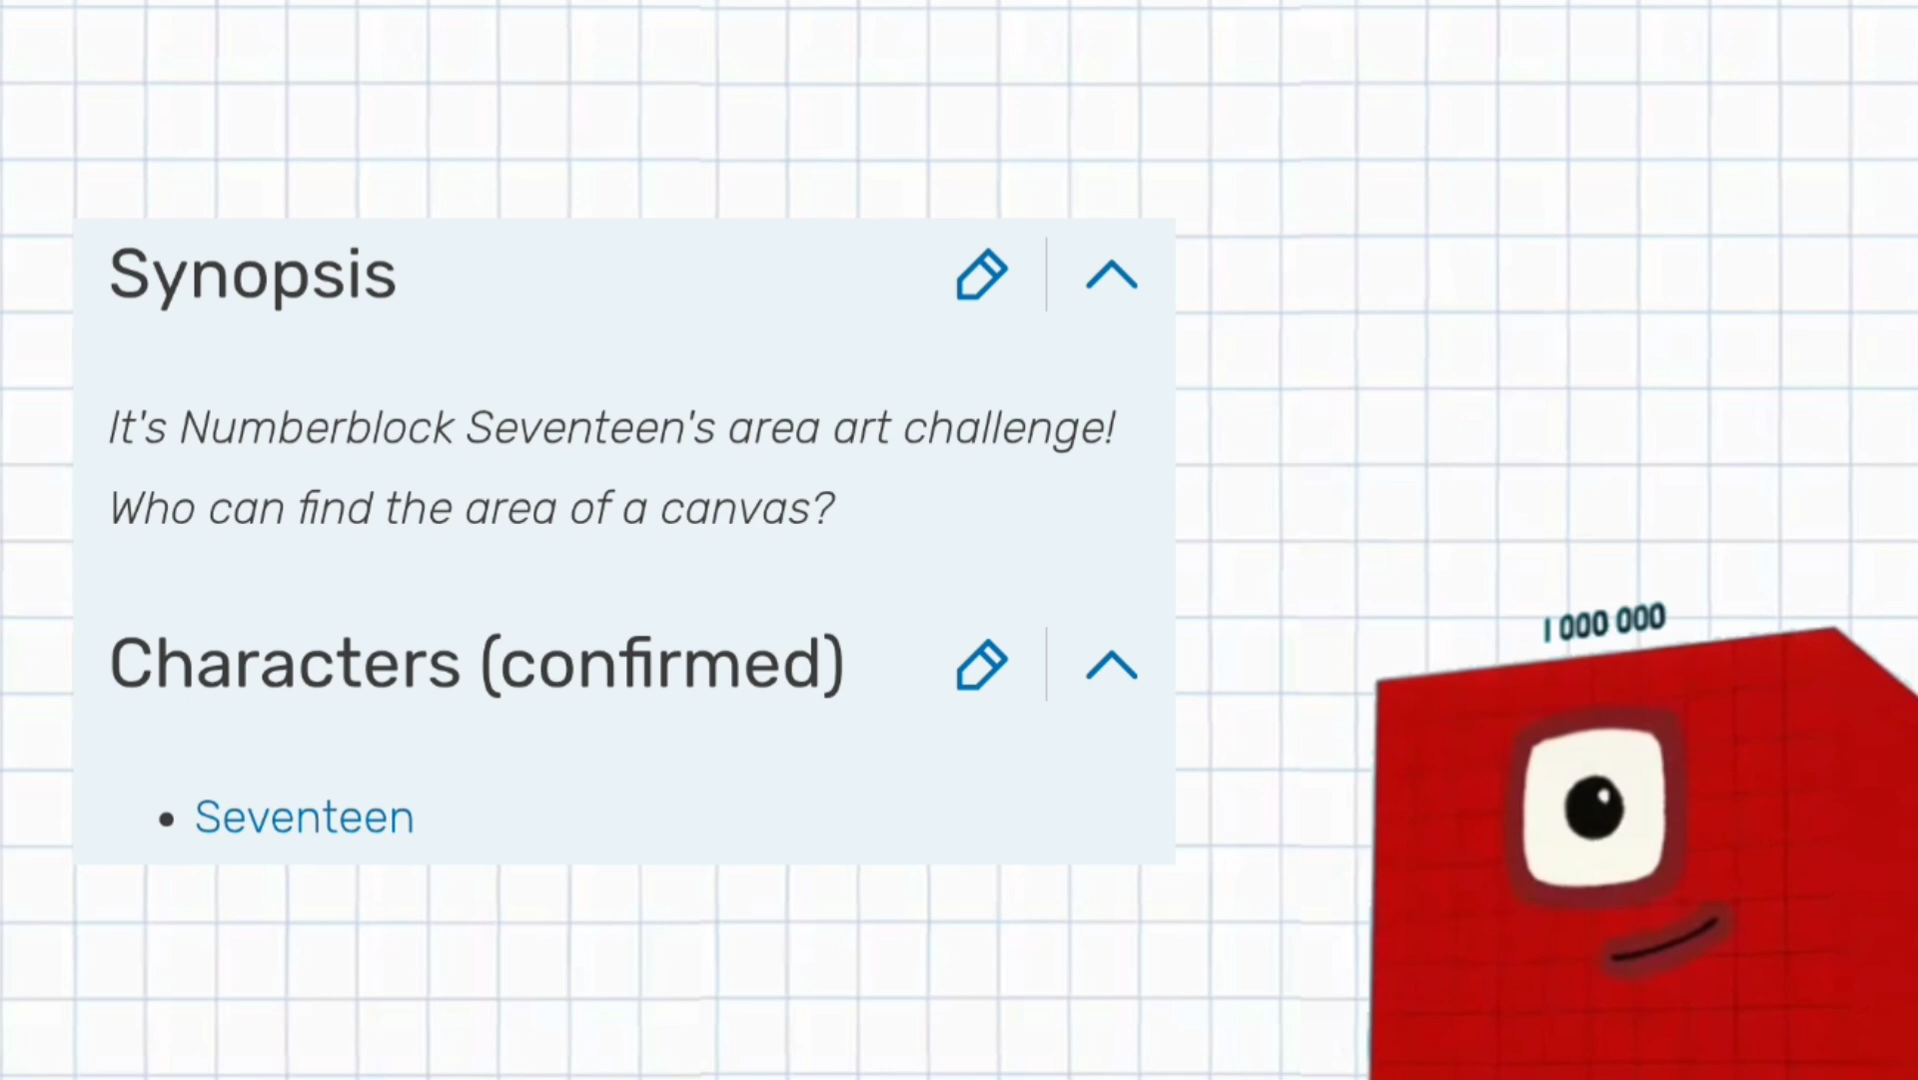 Synopsis
It's Numberblock Seventeen's area art challenge!
Who can find the area of a canvas?
1 000 000
Characters (confirmed)
• Seventeen